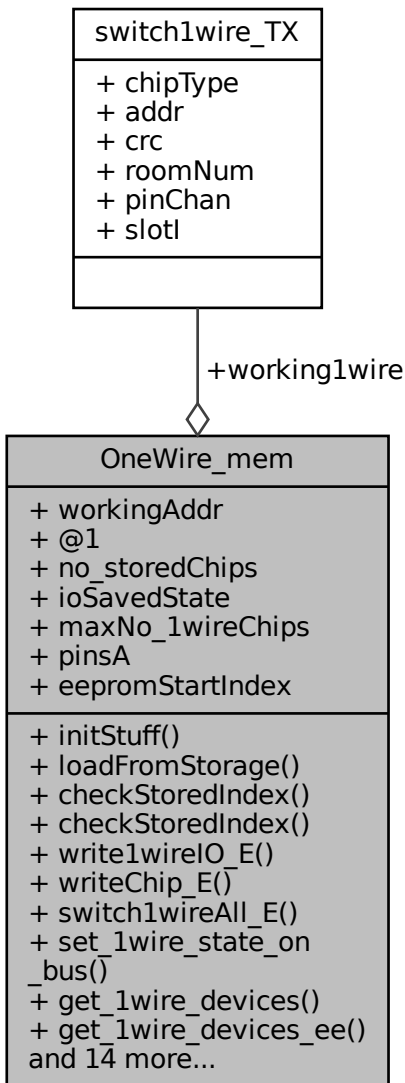 switch1wire_TX
+ chipType
+ addr
+ crc
+ roomNum
+ pinChan
+ slotI
+working1wire
OneWire_mem
+ workingAddr
+ @1
+ no_storedChips
+ ioSavedState
+ maxNo_1wireChips
+ pinsA
+ eepromStartIndex
+ initStuff()
+ loadFromStorage()
+ checkStoredIndex()
+ checkStoredIndex()
+ write1wireIO_E()
+ writeChip_E()
+ switch1wireAll_E()
+ set_1wire_state_on
_bus()
+ get_1wire_devices()
+ get_1wire_devices_ee()
and 14 more...